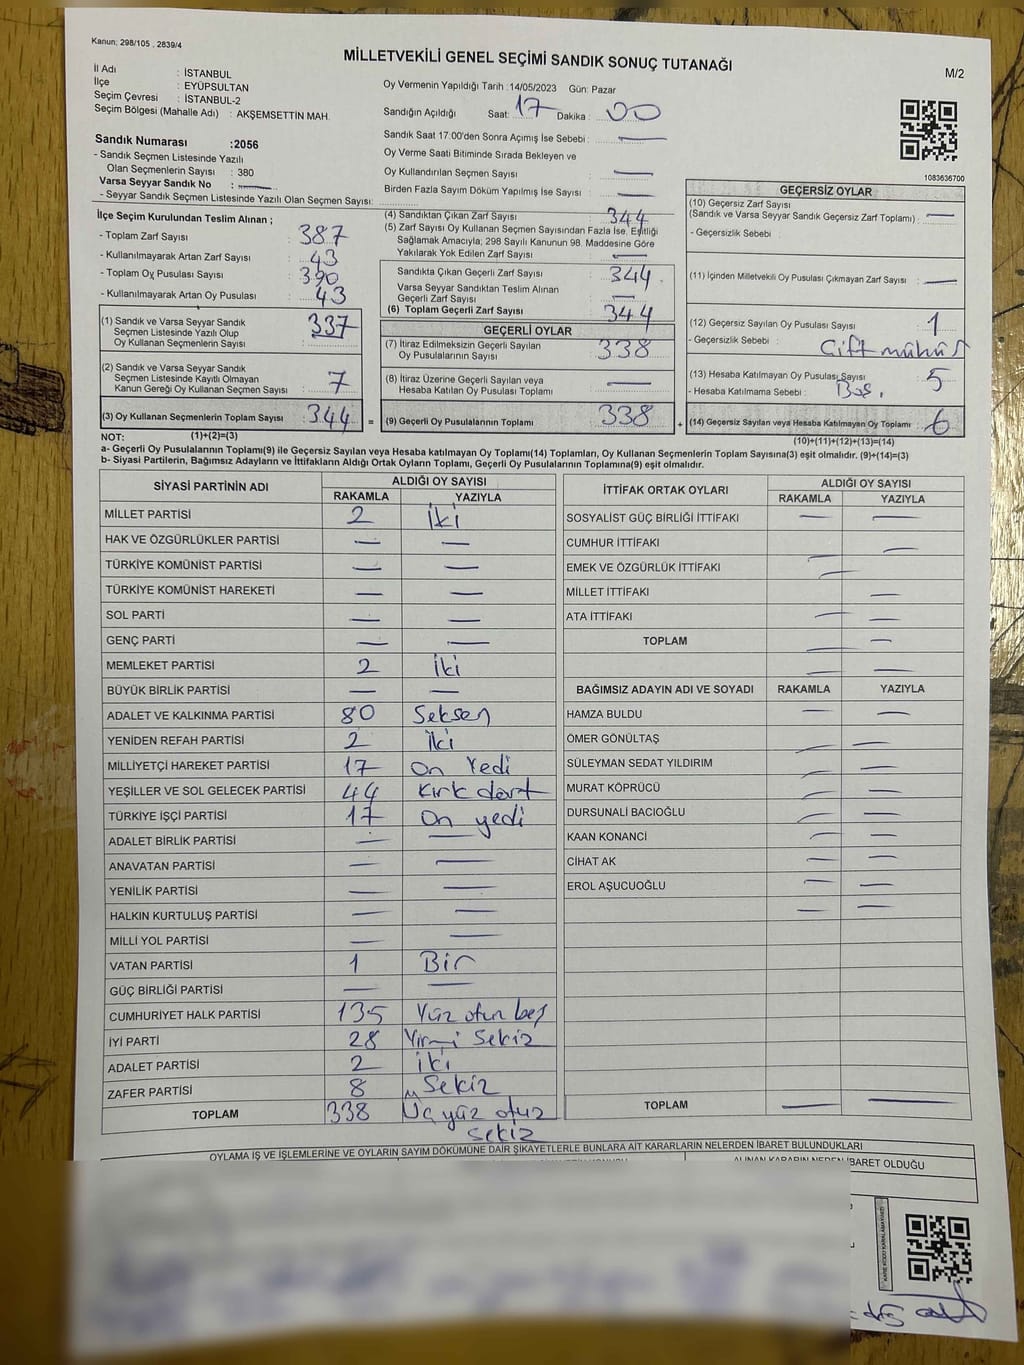 Kanun; 298/105 , 2839/4
MİLLETVEKİLİ GENEL SEÇİMİ SANDIK SONUÇ TUTANAĞI
M/2
İl Adı : İSTANBUL
İlçe : EYÜPSULTAN
Seçim Çevresi : İSTANBUL-2
Seçim Bölgesi (Mahalle Adı) : AKŞEMSETTİN MAH.
Oy Vermenin Yapıldığı Tarih :14/05/2023 Gün: Pazar
Sandığın Açıldığı Saat: 17 Dakika : 00
Sandık Saat 17:00'den Sonra Açılmış İse Sebebi : —
Oy Verme Saati Bitiminde Sırada Bekleyen ve
Oy Kullandırılan Seçmen Sayısı : —
Birden Fazla Sayım Döküm Yapılmış İse Sayısı : —
Sandık Numarası :2056
- Sandık Seçmen Listesinde Yazılı
Olan Seçmenlerin Sayısı : 380
Varsa Seyyar Sandık No : —
- Seyyar Sandık Seçmen Listesinde Yazılı Olan Seçmen Sayısı:
1083636700
İlçe Seçim Kurulundan Teslim Alınan ;
- Toplam Zarf Sayısı : 387
- Kullanılmayarak Artan Zarf Sayısı : 43
- Toplam Oy Pusulası Sayısı : 390
- Kullanılmayarak Artan Oy Pusulası : 43
(1) Sandık ve Varsa Seyyar Sandık
Seçmen Listesinde Yazılı Olup
Oy Kullanan Seçmenlerin Sayısı : 337
(2) Sandık ve Varsa Seyyar Sandık
Seçmen Listesinde Kayıtlı Olmayan
Kanun Gereği Oy Kullanan Seçmen Sayısı : 7
(3) Oy Kullanan Seçmenlerin Toplam Sayısı : 344 =
(1)+(2)=(3)
(4) Sandıktan Çıkan Zarf Sayısı : 344
(5) Zarf Sayısı Oy Kullanan Seçmen Sayısından Fazla İse, Eşitliği
Sağlamak Amacıyla; 298 Sayılı Kanunun 98. Maddesine Göre
Yakılarak Yok Edilen Zarf Sayısı : —
Sandıkta Çıkan Geçerli Zarf Sayısı : 344
Varsa Seyyar Sandıktan Teslim Alınan
Geçerli Zarf Sayısı : —
(6) Toplam Geçerli Zarf Sayısı : 344
GEÇERLİ OYLAR
(7) İtiraz Edilmeksizin Geçerli Sayılan
Oy Pusulalarının Sayısı : 338
(8) İtiraz Üzerine Geçerli Sayılan veya
Hesaba Katılan Oy Pusulası Toplamı : —
(9) Geçerli Oy Pusulalarının Toplamı : 338 +
GEÇERSİZ OYLAR
(10) Geçersiz Zarf Sayısı
(Sandık ve Varsa Seyyar Sandık Geçersiz Zarf Toplamı) : —
- Geçersizlik Sebebi :
(11) İçinden Milletvekili Oy Pusulası Çıkmayan Zarf Sayısı : —
(12) Geçersiz Sayılan Oy Pusulası Sayısı : 1
- Geçersizlik Sebebi : Çift mühür
(13) Hesaba Katılmayan Oy Pusulası Sayısı : 5
- Hesaba Katılmama Sebebi : Boş.
(14) Geçersiz Sayılan veya Hesaba Katılmayan Oy Toplamı : 6
(10)+(11)+(12)+(13)=(14)
NOT:
a- Geçerli Oy Pusulalarının Toplamı(9) ile Geçersiz Sayılan veya Hesaba katılmayan Oy Toplamı(14) Toplamları, Oy Kullanan Seçmenlerin Toplam Sayısına(3) eşit olmalıdır. (9)+(14)=(3)
b- Siyasi Partilerin, Bağımsız Adayların ve İttifakların Aldığı Ortak Oyların Toplamı, Geçerli Oy Pusulalarının Toplamına(9) eşit olmalıdır.
SİYASİ PARTİNİN ADI ALDIĞI OY SAYISI
RAKAMLA YAZIYLA
MİLLET PARTİSİ 2 İki
HAK VE ÖZGÜRLÜKLER PARTİSİ — —
TÜRKİYE KOMÜNİST PARTİSİ — —
TÜRKİYE KOMÜNİST HAREKETİ — —
SOL PARTİ — —
GENÇ PARTİ — —
MEMLEKET PARTİSİ 2 İki
BÜYÜK BİRLİK PARTİSİ — —
ADALET VE KALKINMA PARTİSİ 80 Seksen
YENİDEN REFAH PARTİSİ 2 İki
MİLLİYETÇİ HAREKET PARTİSİ 17 On Yedi
YEŞİLLER VE SOL GELECEK PARTİSİ 44 Kırk dört
TÜRKİYE İŞÇİ PARTİSİ 17 On yedi
ADALET BİRLİK PARTİSİ — —
ANAVATAN PARTİSİ — —
YENİLİK PARTİSİ — —
HALKIN KURTULUŞ PARTİSİ — —
MİLLİ YOL PARTİSİ — —
VATAN PARTİSİ 1 Bir
GÜÇ BİRLİĞİ PARTİSİ — —
CUMHURİYET HALK PARTİSİ 135 Yüz otuz beş
İYİ PARTİ 28 Yirmi Sekiz
ADALET PARTİSİ 2 İki
ZAFER PARTİSİ 8 Sekiz
TOPLAM 338 Üç yüz otuz
sekiz
İTTİFAK ORTAK OYLARI ALDIĞI OY SAYISI
RAKAMLA YAZIYLA
SOSYALİST GÜÇ BİRLİĞİ İTTİFAKI — —
CUMHUR İTTİFAKI —
EMEK VE ÖZGÜRLÜK İTTİFAKI —
MİLLET İTTİFAKI —
ATA İTTİFAKI — —
TOPLAM — —
BAĞIMSIZ ADAYIN ADI VE SOYADI RAKAMLA YAZIYLA
HAMZA BULDU — —
ÖMER GÖNÜLTAŞ — —
SÜLEYMAN SEDAT YILDIRIM — —
MURAT KÖPRÜCÜ — —
DURSUNALİ BACIOĞLU — —
KAAN KONANCİ — —
CİHAT AK — —
EROL AŞUCUOĞLU — —
TOPLAM — —
OYLAMA İŞ VE İŞLEMLERİNE VE OYLARIN SAYIM DÖKÜMÜNE DAİR ŞİKAYETLERLE BUNLARA AİT KARARLARIN NELERDEN İBARET BULUNDUKLARI
ALINAN KARARIN NEDEN İBARET OLDUĞU